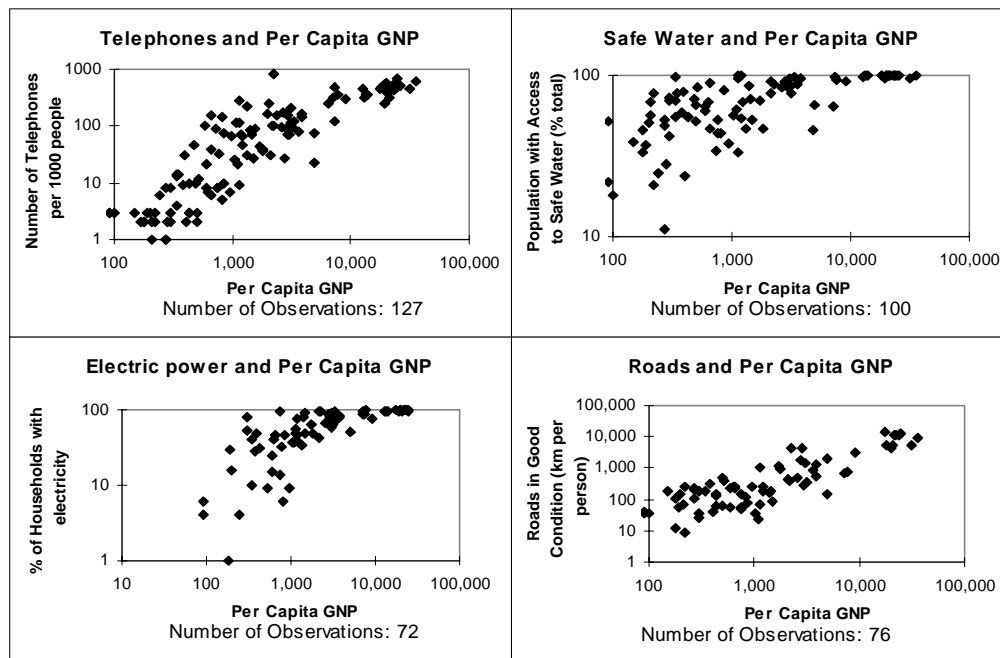 Telephones and Per Capita GNP
Number of Telephones
per 1000 people
1000
100
10
1
100
1,000
10,000
100,000
Per Capita GNP
Number of Observations: 127
Safe Water and Per Capita GNP
Population with Access
to Safe Water (% total)
100
10
100
1,000
10,000
100,000
Per Capita GNP
Number of Observations: 100
Electric power and Per Capita GNP
% of Households with
electricity
100
10
1
10
100
1,000
10,000
100,000
Per Capita GNP
Number of Observations: 72
Roads and Per Capita GNP
Roads in Good
Condition (km per
person)
100,000
10,000
1,000
100
10
1
100
1,000
10,000
100,000
Per Capita GNP
Number of Observations: 76